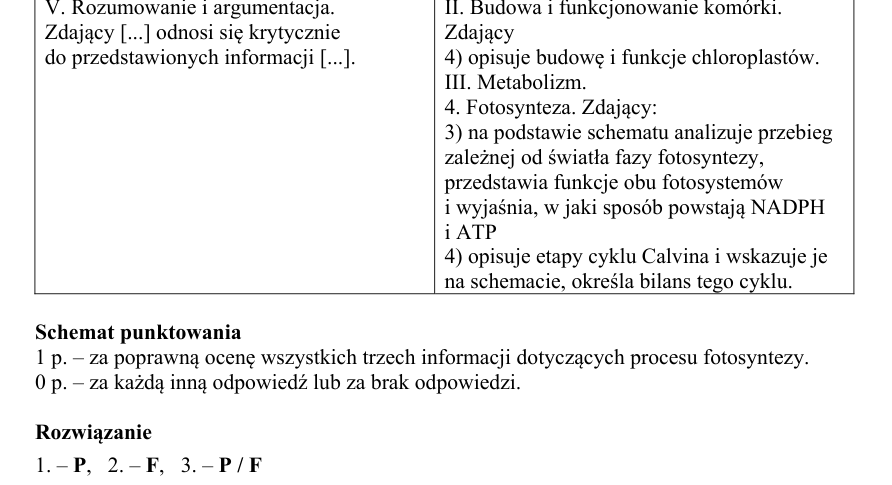 V. Rozumowanie i argumentacja.
Zdający [...] odnosi się krytycznie
do przedstawionych informacji [...].
II. Budowa i funkcjonowanie komórki.
Zdający
4) opisuje budowę i funkcje chloroplastów.
III. Metabolizm.
4. Fotosynteza. Zdający:
3) na podstawie schematu analizuje przebieg
zależnej od światła fazy fotosyntezy,
przedstawia funkcje obu fotosystemów
i wyjaśnia, w jaki sposób powstają NADPH
i ATP
4) opisuje etapy cyklu Calvina i wskazuje je
na schemacie, określa bilans tego cyklu.
Schemat punktowania
1 p. – za poprawną ocenę wszystkich trzech informacji dotyczących procesu fotosyntezy.
0 p. – za każdą inną odpowiedź lub za brak odpowiedzi.
Rozwiązanie
1. – P, 2. – F, 3. – P / F